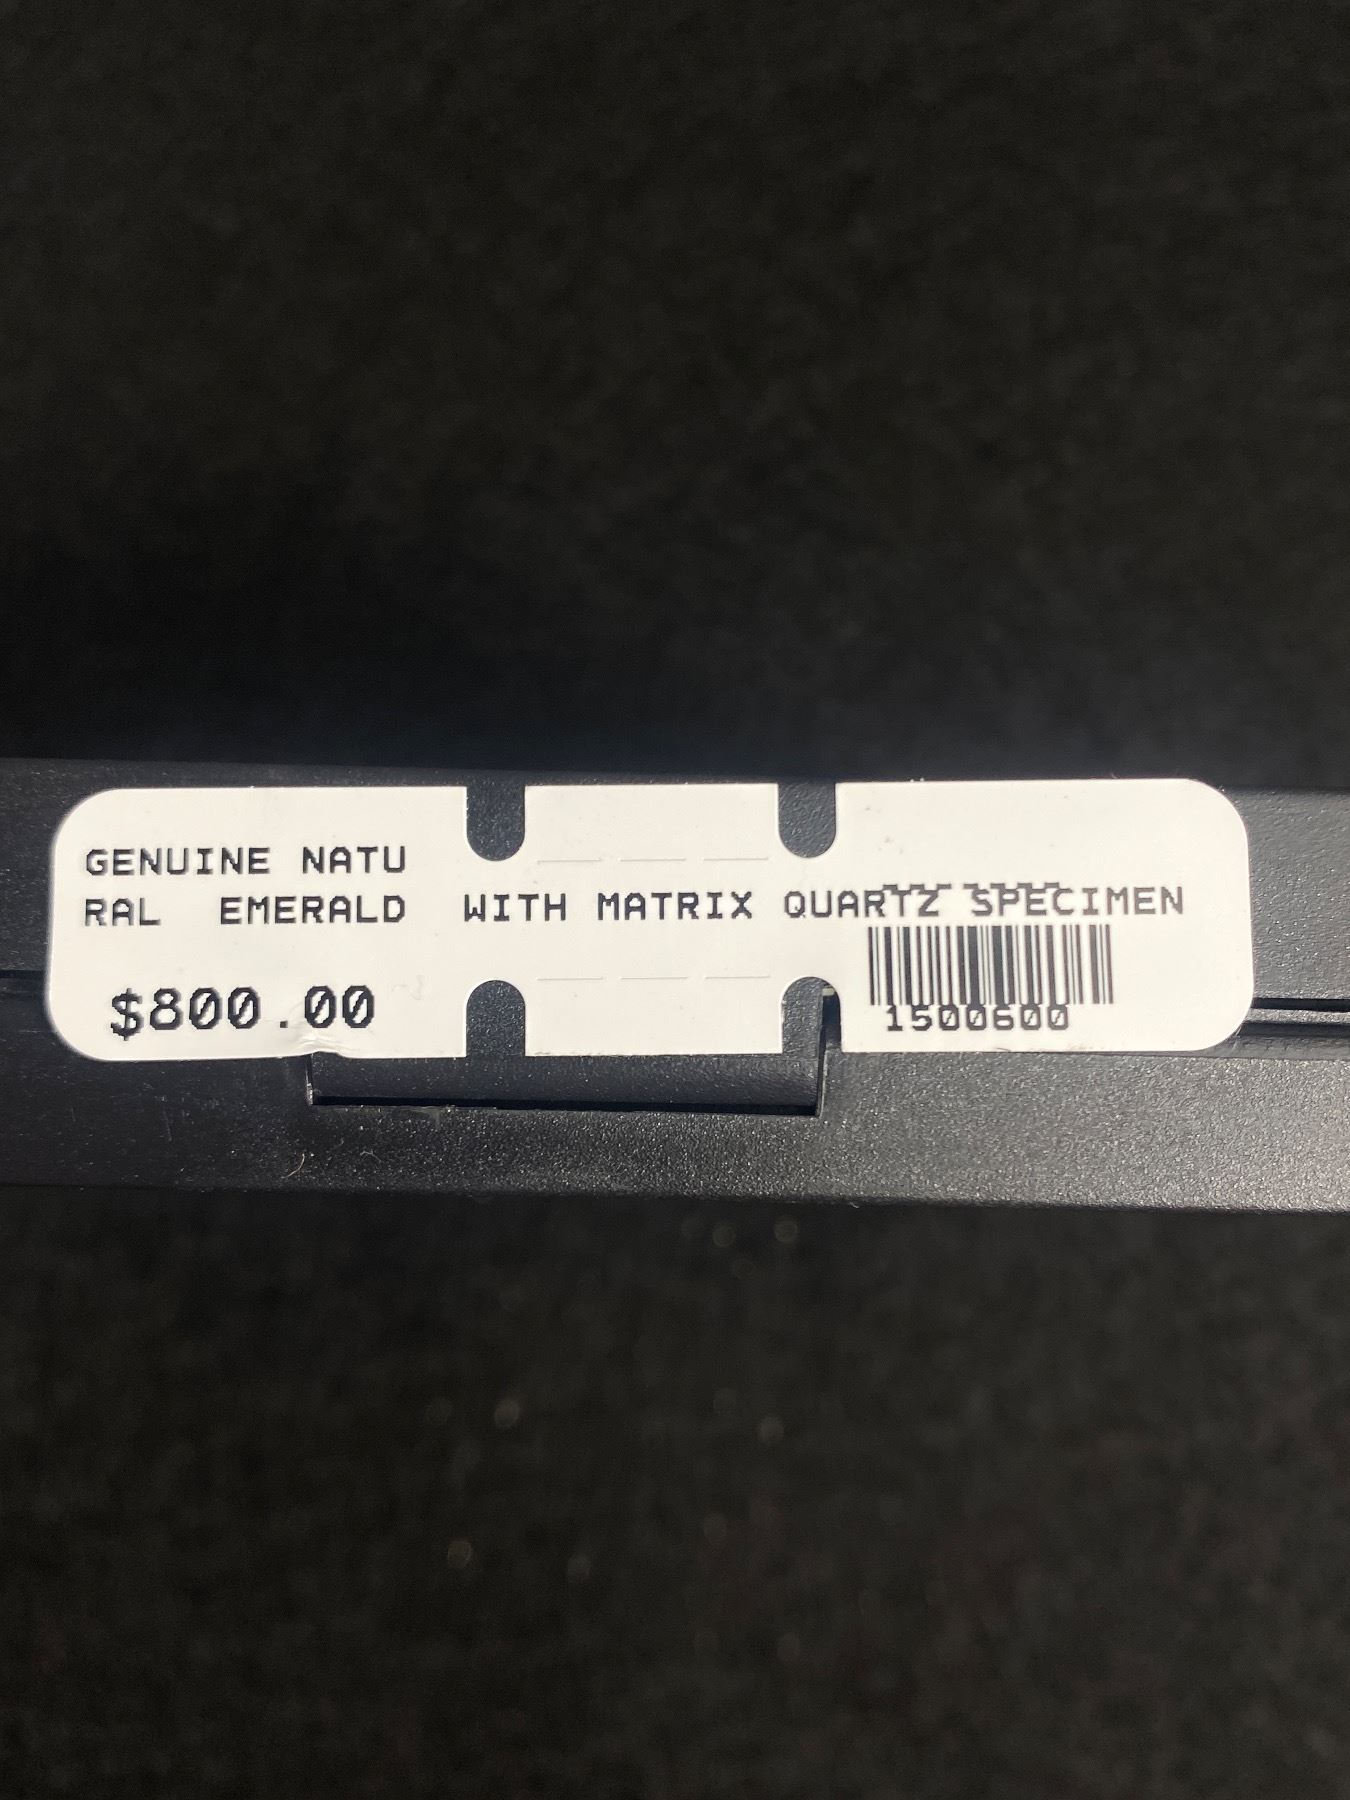 GENUINE NATU
RAL EMERALD WITH MATRIX QUARTZ SPECIMEN
$800.00
1500600